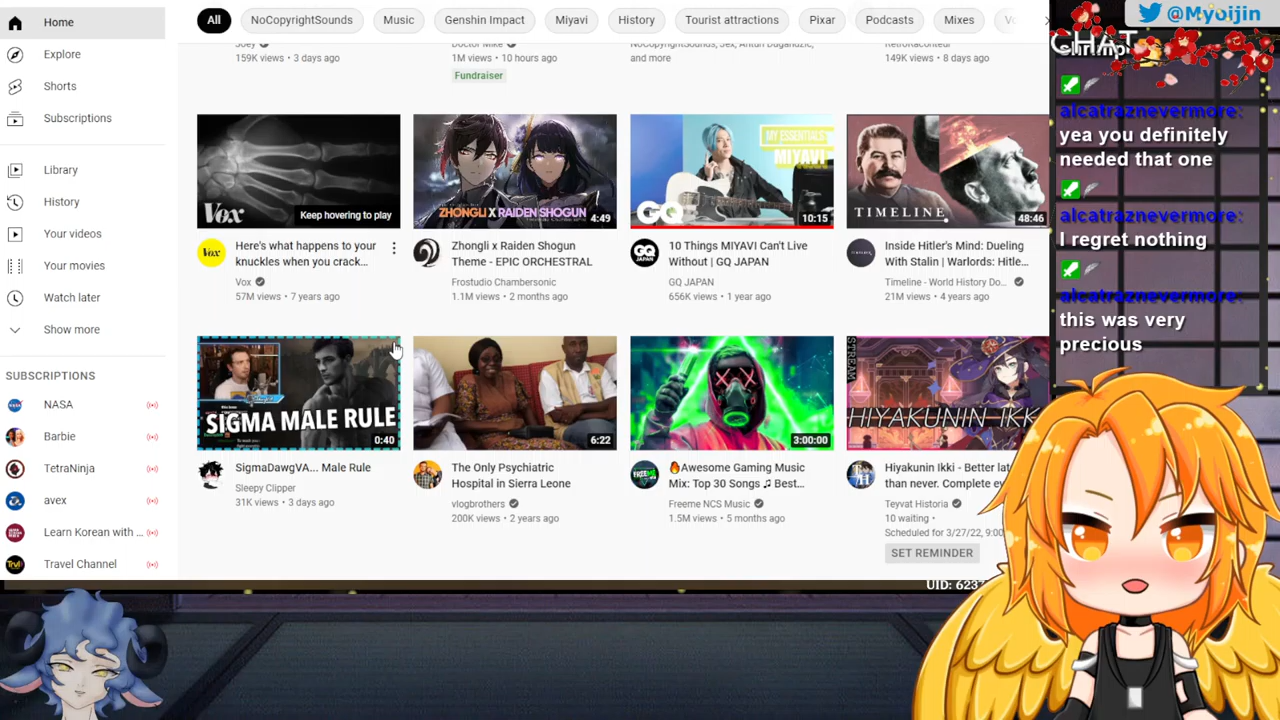 Home
Explore
Shorts
Subscriptions
Library
History
Your videos
Your movies
Watch later
Show more
SUBSCRIPTIONS
NASA
Barbie
TetraNinja
avex
Learn Korean with ...
Travel Channel
All
NoCopyrightSounds
Music
Genshin Impact
Miyavi
History
Tourist attractions
Pixar
Podcasts
Mixes
Joey
159K views • 3 days ago
Doctor Mike
1M views • 10 hours ago
Fundraiser
and more
149K views • 8 days ago
Vox
Keep hovering to play
Here's what happens to your
knuckles when you crack...
Vox
57M views • 7 years ago
ZHONGLI X RAIDEN SHOGUN
4:49
Zhongli x Raiden Shogun
Theme - EPIC ORCHESTRAL
Frostudio Chambersonic
1.1M views • 2 months ago
MY ESSENTIALS
MIYAVI
GQ
JAPAN
10:15
10 Things MIYAVI Can't Live
Without | GQ JAPAN
GQ JAPAN
656K views • 1 year ago
TIMELINE
48:46
Inside Hitler's Mind: Dueling
With Stalin | Warlords: Hitle...
Timeline - World History Do...
21M views • 4 years ago
SIGMA MALE RULE
0:40
SigmaDawgVA... Male Rule
Sleepy Clipper
31K views • 3 days ago
6:22
The Only Psychiatric
Hospital in Sierra Leone
vlogbrothers
200K views • 2 years ago
3:00:00
🔥Awesome Gaming Music
Mix: Top 30 Songs ♫ Best...
Freeme NCS Music
1.5M views • 5 months ago
STREAM
HIYAKUNIN IKK
Hiyakunin Ikki - Better lat
than never. Complete ev
Teyvat Historia
10 waiting •
Scheduled for 3/27/22, 9:00
SET REMINDER
@Myoijin
CHAT
alcatraznevermore:
yea you definitely
needed that one
alcatraznevermore:
I regret nothing
alcatraznevermore:
this was very
precious